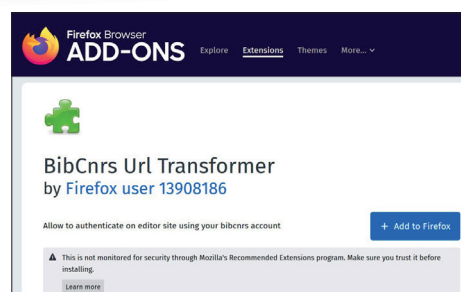 Firefox Browser
ADD-ONS
Explore Extensions Themes More...
BibCnrs Url Transformer
by Firefox user 13908186
Allow to authenticate on editor site using your bibcnrs account
+ Add to Firefox
This is not monitored for security through Mozilla's Recommended Extensions program. Make sure you trust it before
installing.
Learn more